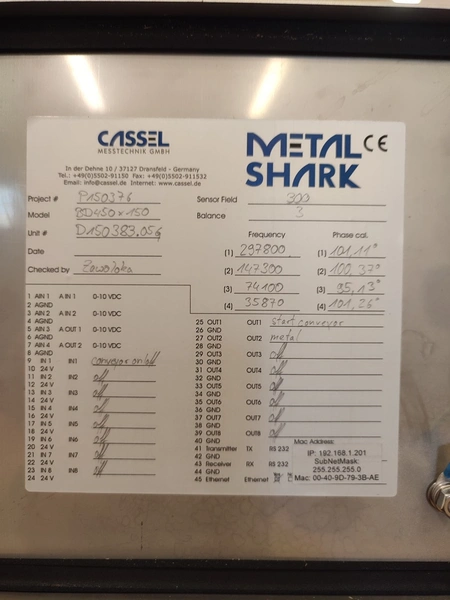 CASSEL
MESSTECHNIK GMBH
METAL SHARK CE
In der Dehne 10 / 37127 Dransfeld - Germany
Tel.: +49(0)5502-91150 Fax: +49(0)5502-911532
Email: info@cassel.de Internet: www.cassel.de
Project # P150376 Sensor Field 300
Model BD450x150 Balance 3
Unit # D150383.056
Frequency Phase cal.
(1) 297800 (1) 101,11°
Date (2) 147300 (2) 100,37°
Checked by (3) 74100 (3) 95,13°
(4) 35870 (4) 101,26°
1 AIN 1 A IN 1 0-10 VDC
2 AGND
3 AIN 2 A IN 2 0-10 VDC
4 AGND
5 AIN 3 A OUT 1 0-10 VDC
6 AGND
7 AIN 4 A OUT 2 0-10 VDC
8 AGND
9 IN 1 IN1 conveyor on/off
10 24 V
11 IN 2 IN2 off
12 24 V
13 IN 3 IN3 off
14 24 V
15 IN 4 IN4 off
16 24 V
17 IN 5 IN5 off
18 24 V
19 IN 6 IN6 off
20 24 V
21 IN 7 IN7 off
22 24 V
23 IN 8 IN8 off
24 24 V
25 OUT1 OUT1 start conveyor
26 GND
27 OUT2 OUT2 metal
28 GND
29 OUT3 OUT3 off
30 GND
31 OUT4 OUT4 off
32 GND
33 OUT5 OUT5 off
34 GND
35 OUT6 OUT6 off
36 GND
37 OUT7 OUT7 off
38 GND
39 OUT8 OUT8 off
40 GND
Mac Address:
41 Transmitter TX RS 232 IP: 192.168.1.201
42 GND SubNetMask:
43 Receiver RX RS 232 255.255.255.0
44 GND
45 Ethernet Ethernet Mac: 00-40-9D-79-3B-AE